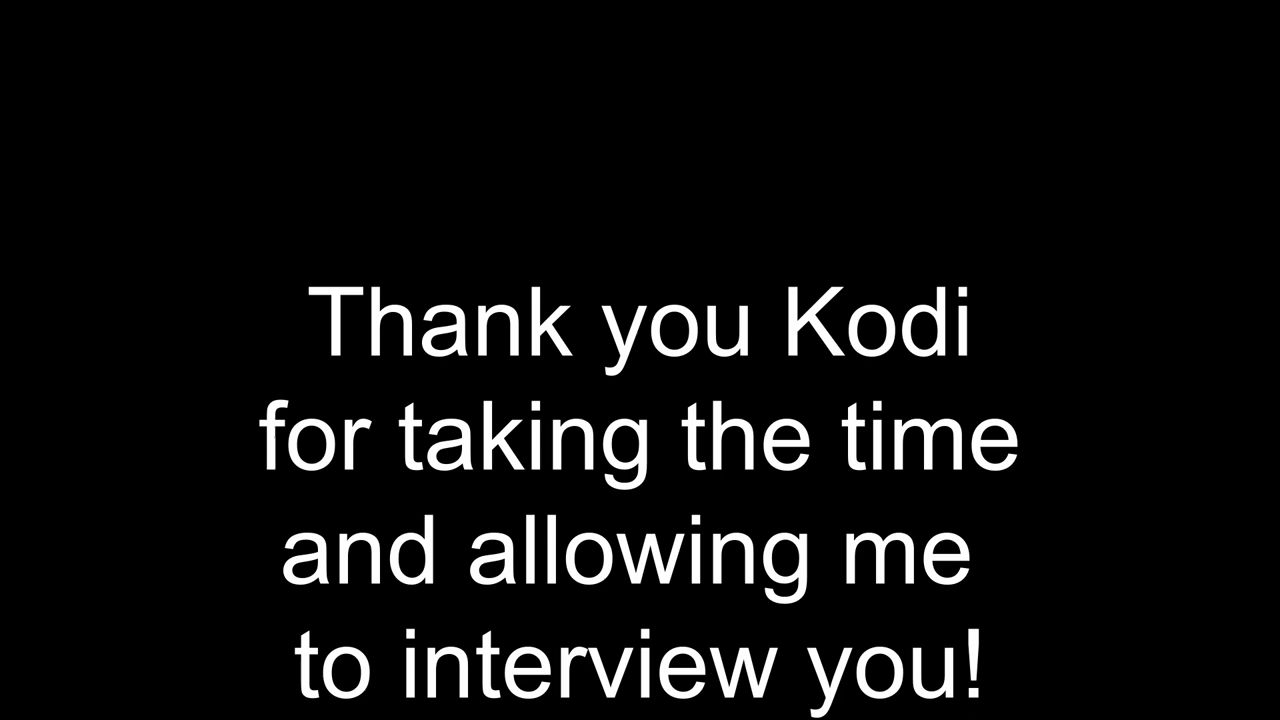 Thank you Kodi
for taking the time
and allowing me
to interview you!